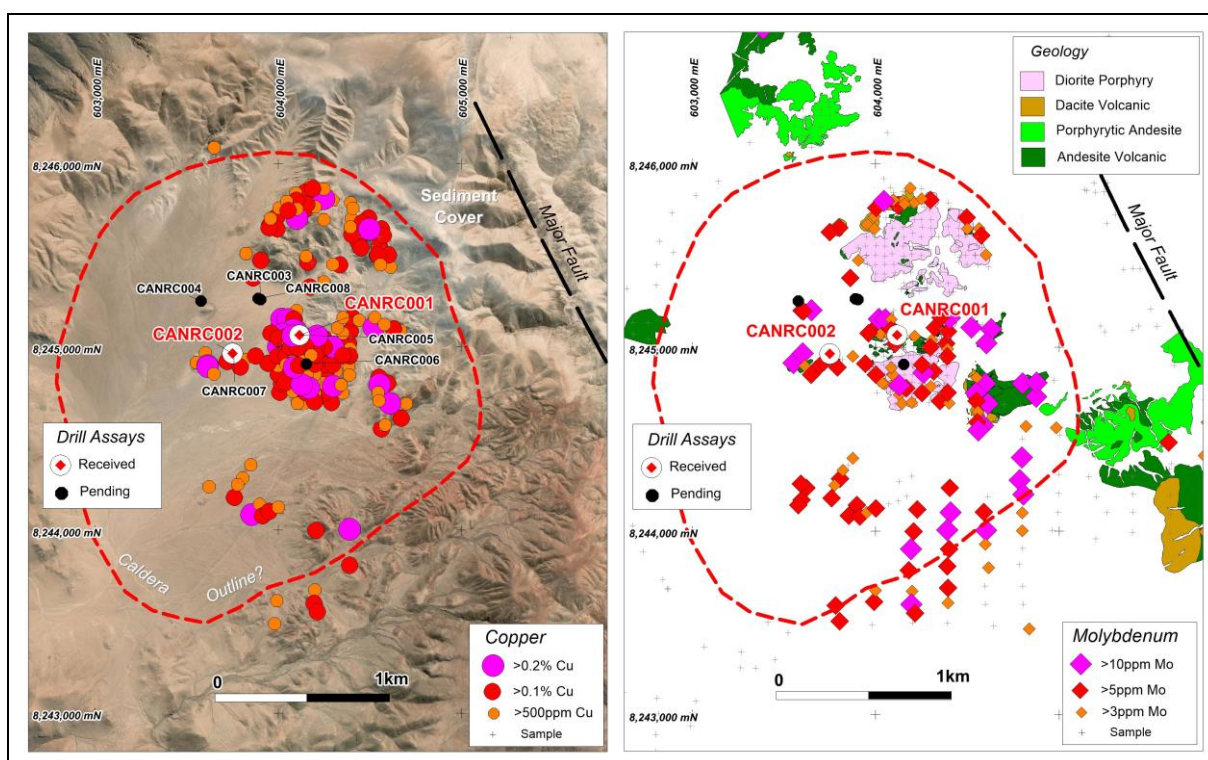 603,000 mE
604,000 mE
605,000 mE
8,246,000 mN
Sediment
Cover
Major Fault
CANRC003
CANRC004
CANRC008
CANRC001
CANRC002
CANRC005
8,245,000 mN
CANRC006
CANRC007
Drill Assays
Received
Pending
8,244,000 mN
Caldera
Outline?
Copper
>0.2% Cu
>0.1% Cu
>500ppm Cu
Sample
0
1km
8,243,000 mN
603,000 mE
604,000 mE
Geology
Diorite Porphyry
Dacite Volcanic
Porphyrytic Andesite
Andesite Volcanic
8,246,000 mN
Major Fault
CANRC001
CANRC002
8,245,000 mN
Drill Assays
Received
Pending
8,244,000 mN
Molybdenum
>10ppm Mo
>5ppm Mo
>3ppm Mo
Sample
0
1km
8,243,000 mN